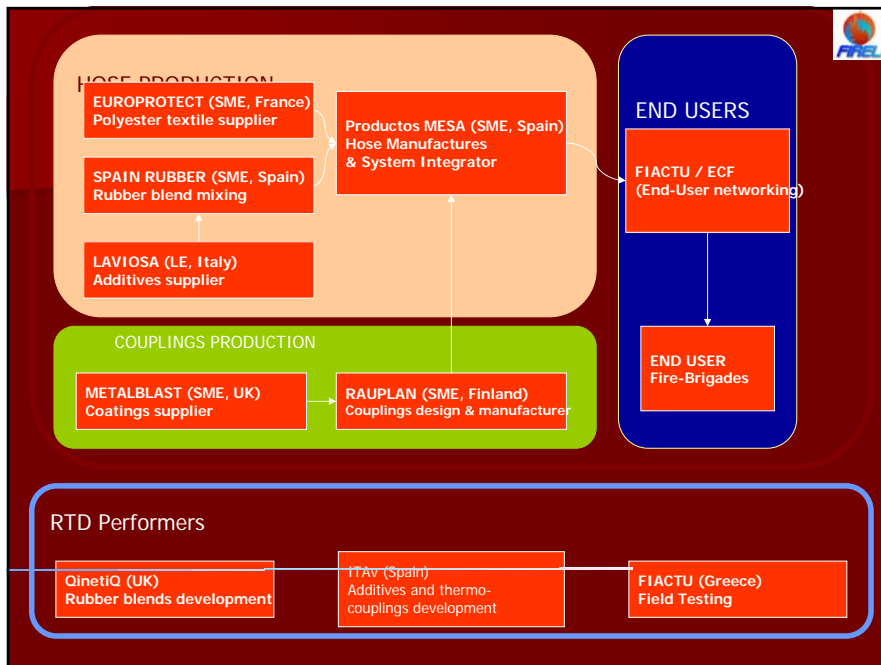 FIREL
HOSE PRODUCTION
EUROPROTECT (SME, France)
Polyester textile supplier
SPAIN RUBBER (SME, Spain)
Rubber blend mixing
LAVIOSA (LE, Italy)
Additives supplier
Productos MESA (SME, Spain)
Hose Manufactures
& System Integrator
END USERS
FIACTU / ECF
(End-User networking)
END USER
Fire-Brigades
COUPLINGS PRODUCTION
METALBLAST (SME, UK)
Coatings supplier
RAUPLAN (SME, Finland)
Couplings design & manufacturer
RTD Performers
QinetiQ (UK)
Rubber blends development
ITAv (Spain)
Additives and thermo-
couplings development
FIACTU (Greece)
Field Testing